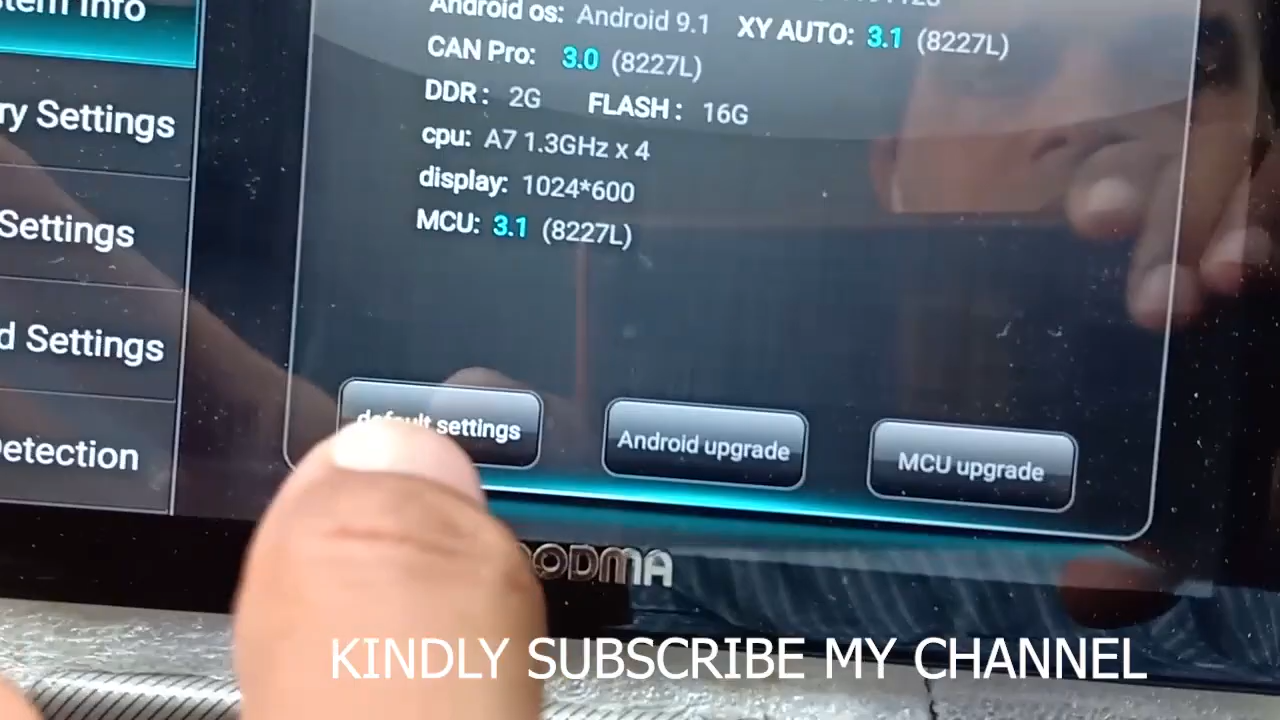 Android os: Android 9.1 XY AUTO: 3.1 (8227L)
CAN Pro: 3.0 (8227L)
DDR: 2G FLASH: 16G
cpu: A7 1.3GHz x 4
display: 1024*600
MCU: 3.1 (8227L)
tem Info
ry Settings
Settings
d Settings
etection
default settings
Android upgrade
MCU upgrade
ODMA
KINDLY SUBSCRIBE MY CHANNEL